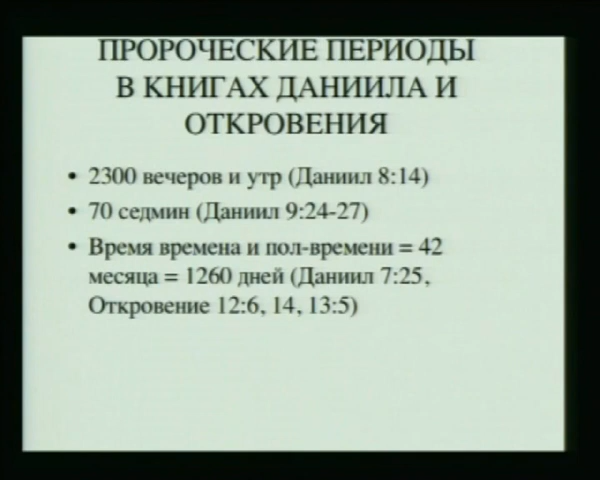 ПРОРОЧЕСКИЕ ПЕРИОДЫ
В КНИГАХ ДАНИИЛА И
ОТКРОВЕНИЯ
• 2300 вечеров и утр (Даниил 8:14)
• 70 седмин (Даниил 9:24-27)
• Время времена и пол-времени = 42
месяца = 1260 дней (Даниил 7:25,
Откровение 12:6, 14, 13:5)